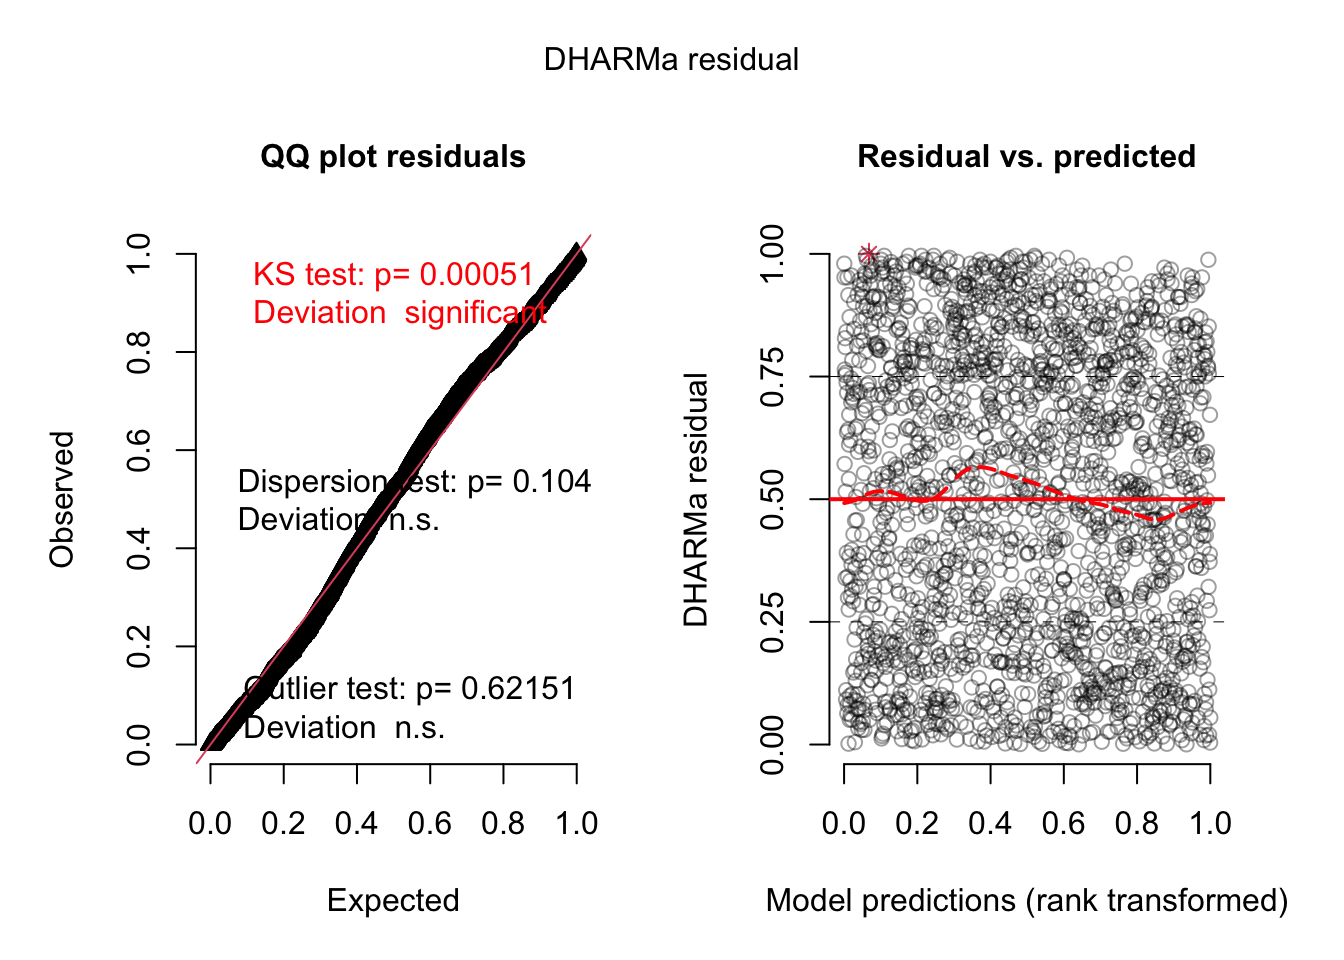 DHARMa residual
QQ plot residuals
KS test: p= 0.00051
Deviation  significant
Dispersion test: p= 0.104
Deviation  n.s.
Outlier test: p= 0.62151
Deviation  n.s.
Observed
0.0 0.2 0.4 0.6 0.8 1.0
0.0 0.2 0.4 0.6 0.8 1.0
Expected
Residual vs. predicted
DHARMa residual
0.00 0.25 0.50 0.75 1.00
0.0 0.2 0.4 0.6 0.8 1.0
Model predictions (rank transformed)